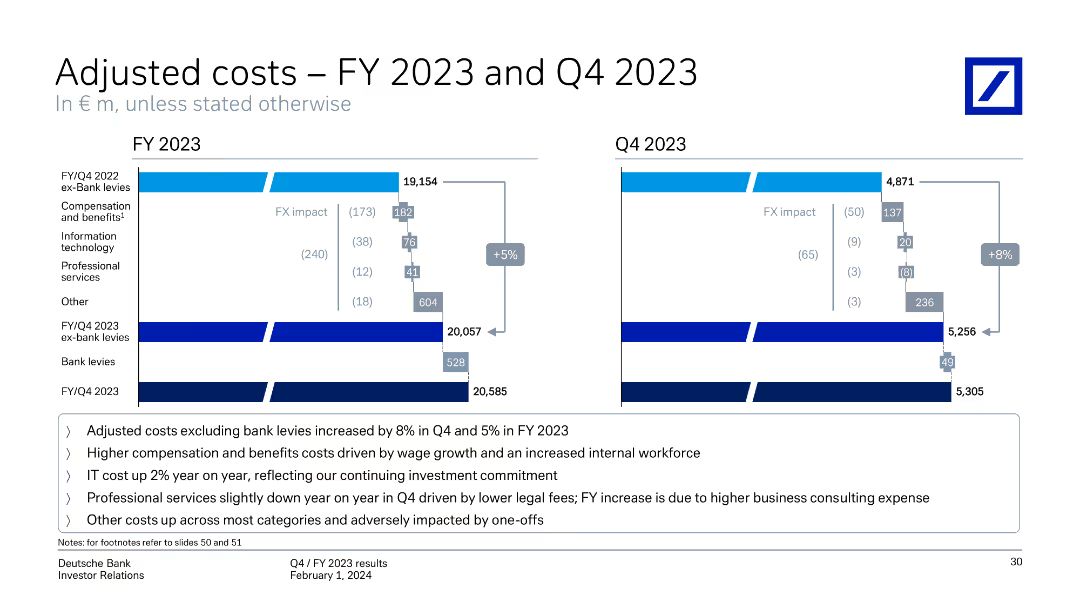 Adjusted costs – FY 2023 and Q4 2023
In € m, unless stated otherwise
FY 2023
FY/Q4 2022
ex-Bank levies
19,154
Compensation
and benefits1
FX impact
(173)
182
Information
technology
(38)
76
(240)
+5%
Professional
services
(12)
41
Other
(18)
604
FY/Q4 2023
ex-bank levies
20,057
Bank levies
528
FY/Q4 2023
20,585
Q4 2023
4,871
FX impact
(50)
137
(9)
20
(65)
+8%
(3)
(8)
(3)
236
5,256
49
5,305
〉 Adjusted costs excluding bank levies increased by 8% in Q4 and 5% in FY 2023
〉 Higher compensation and benefits costs driven by wage growth and an increased internal workforce
〉 IT cost up 2% year on year, reflecting our continuing investment commitment
〉 Professional services slightly down year on year in Q4 driven by lower legal fees; FY increase is due to higher business consulting expense
〉 Other costs up across most categories and adversely impacted by one-offs
Notes: for footnotes refer to slides 50 and 51
Deutsche Bank
Investor Relations
Q4 / FY 2023 results
February 1, 2024
30